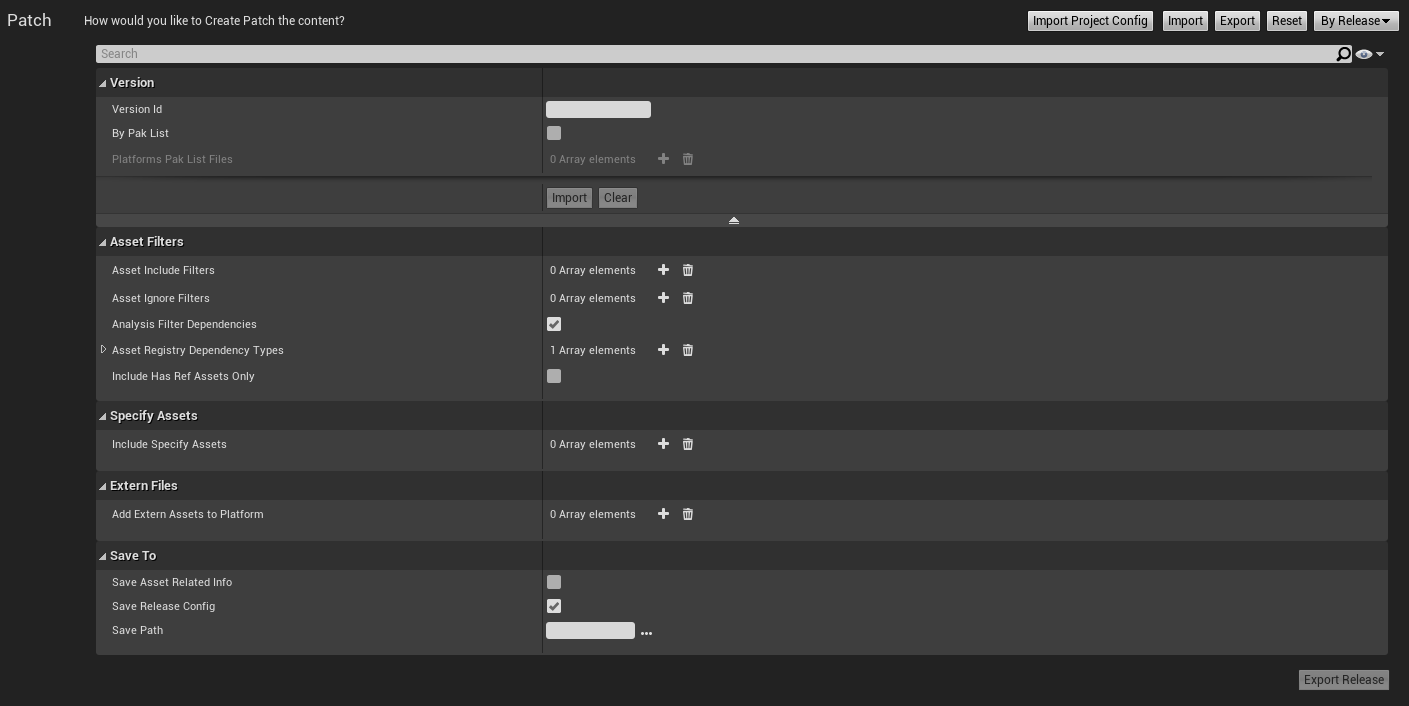 Patch How would you like to Create Patch the content? Import Project Config Import Export Reset By Release
Search
Version
Version Id
By Pak List
Platforms Pak List Files 0 Array elements
Import Clear
Asset Filters
Asset Include Filters 0 Array elements
Asset Ignore Filters 0 Array elements
Analysis Filter Dependencies
Asset Registry Dependency Types 1 Array elements
Include Has Ref Assets Only
Specify Assets
Include Specify Assets 0 Array elements
Extern Files
Add Extern Assets to Platform 0 Array elements
Save To
Save Asset Related Info
Save Release Config
Save Path ...
Export Release